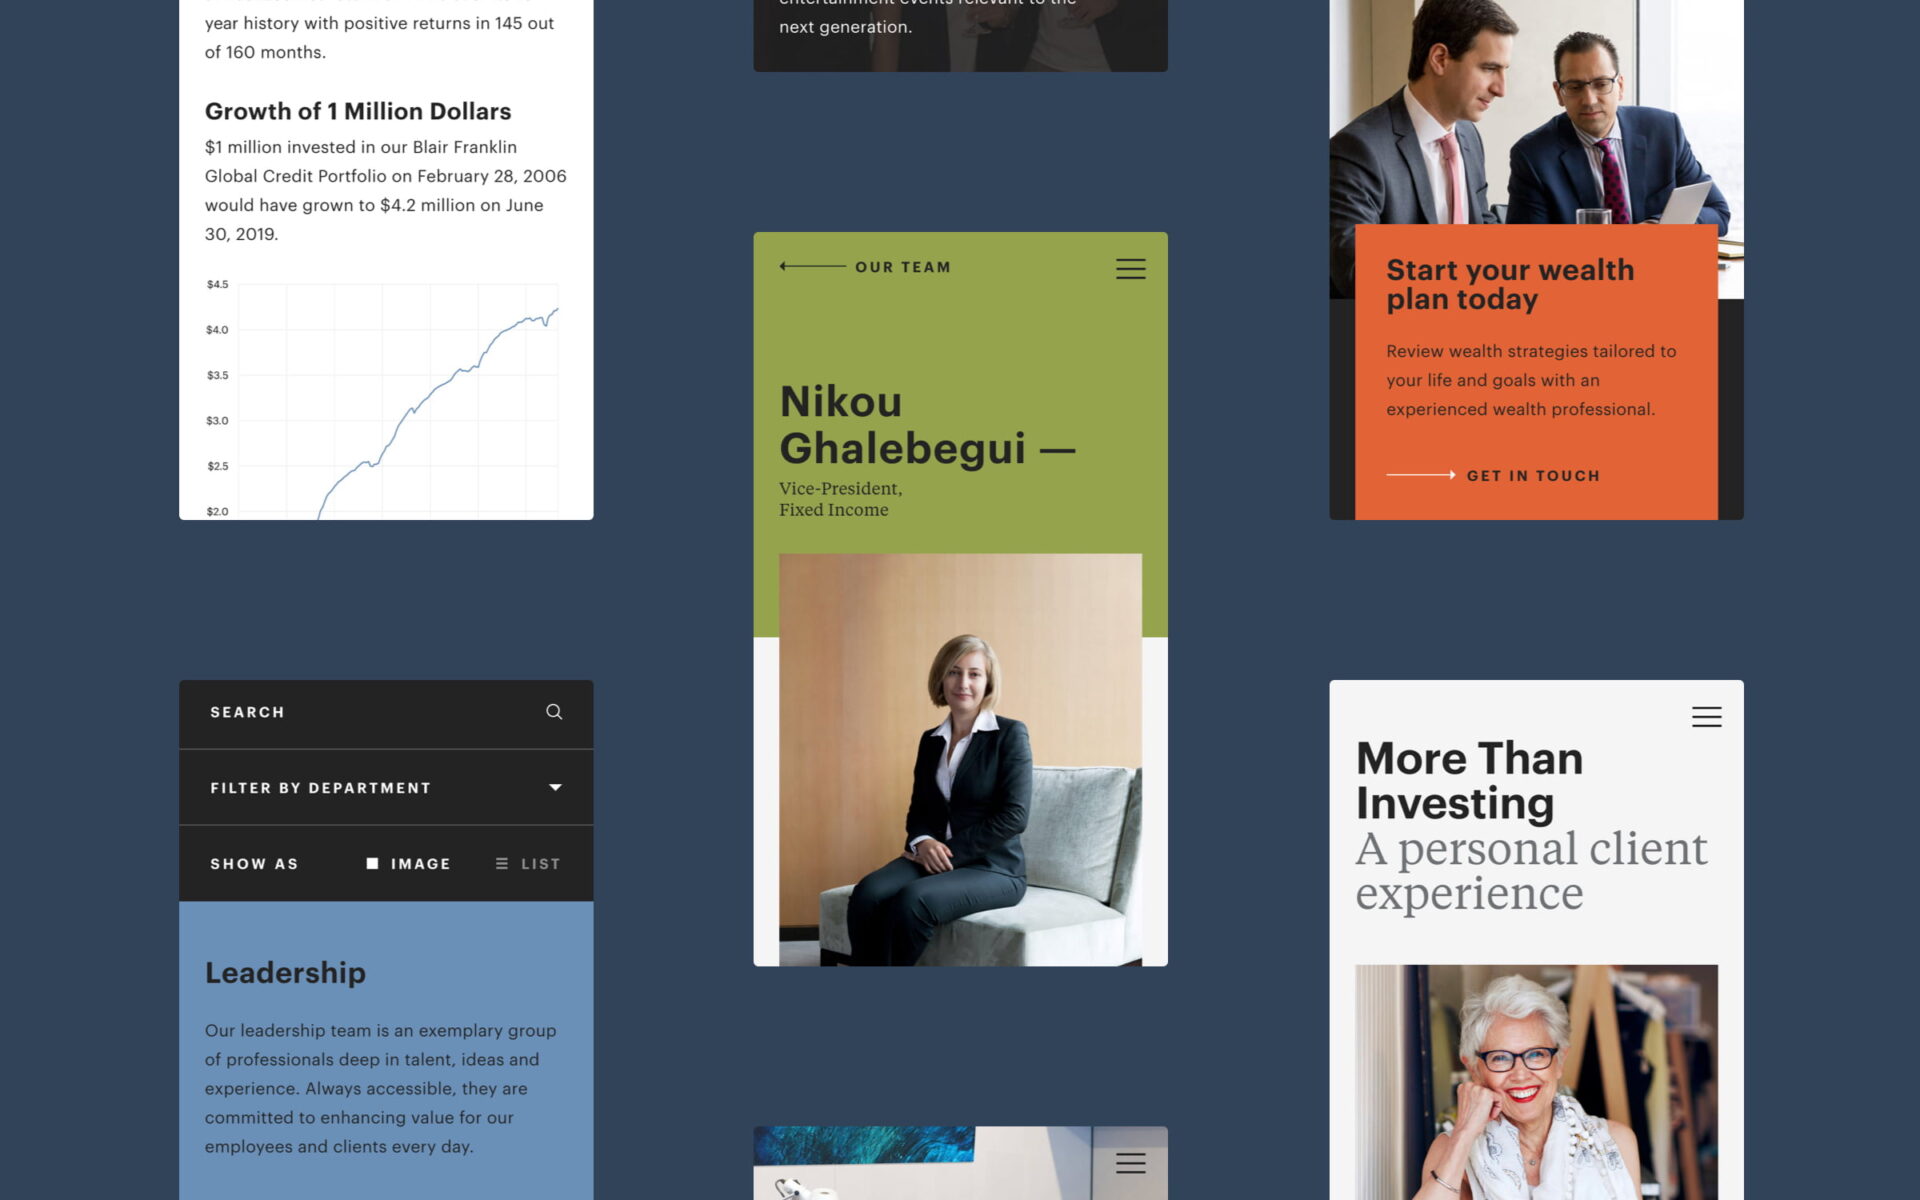 year history with positive returns in 145 out
of 160 months.
Growth of 1 Million Dollars
$1 million invested in our Blair Franklin
Global Credit Portfolio on February 28, 2006
would have grown to $4.2 million on June
30, 2019.
$4.5
$4.0
$3.5
$3.0
$2.5
$2.0
SEARCH
FILTER BY DEPARTMENT
SHOW AS IMAGE LIST
Leadership
Our leadership team is an exemplary group
of professionals deep in talent, ideas and
experience. Always accessible, they are
committed to enhancing value for our
employees and clients every day.
entertainment events relevant to the
next generation.
OUR TEAM
Nikou
Ghalebegui —
Vice-President,
Fixed Income
Start your wealth
plan today
Review wealth strategies tailored to
your life and goals with an
experienced wealth professional.
GET IN TOUCH
More Than
Investing
A personal client
experience